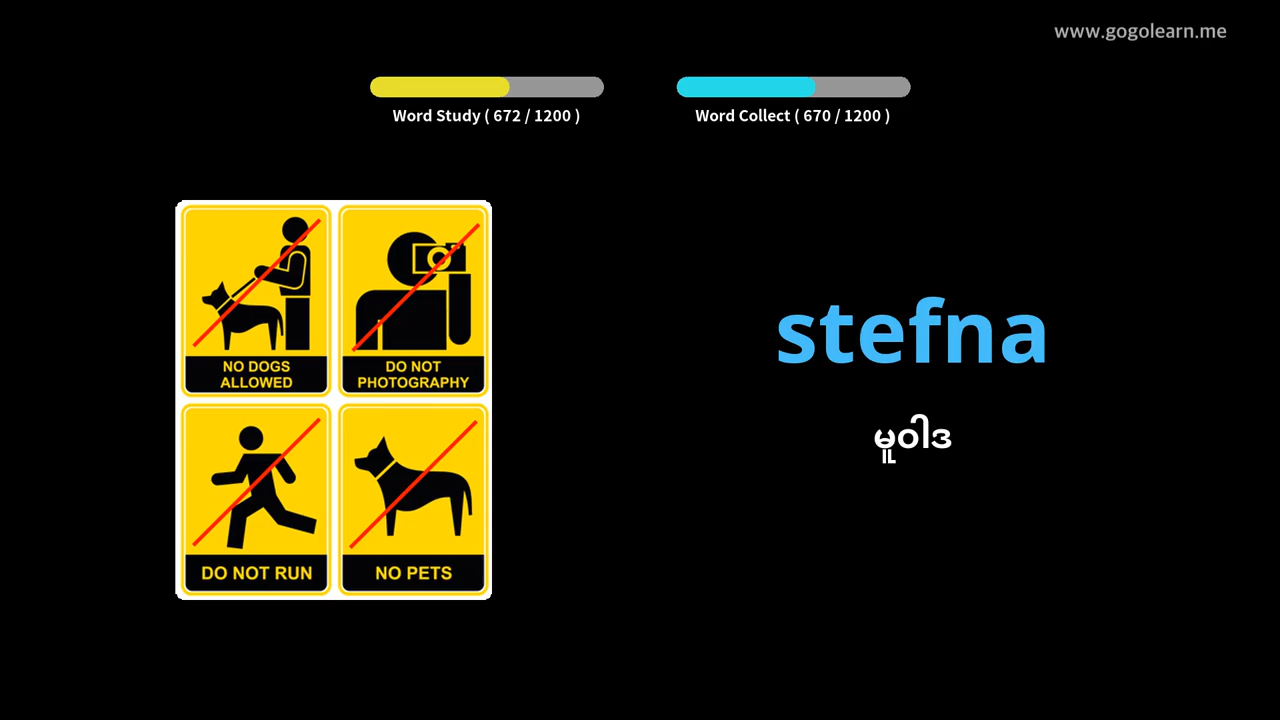 www.gogolearn.me
Word Study ( 672 / 1200 )
Word Collect ( 670 / 1200 )
NO DOGS
ALLOWED
DO NOT
PHOTOGRAPHY
DO NOT RUN
NO PETS
stefna
မူဝါဒ